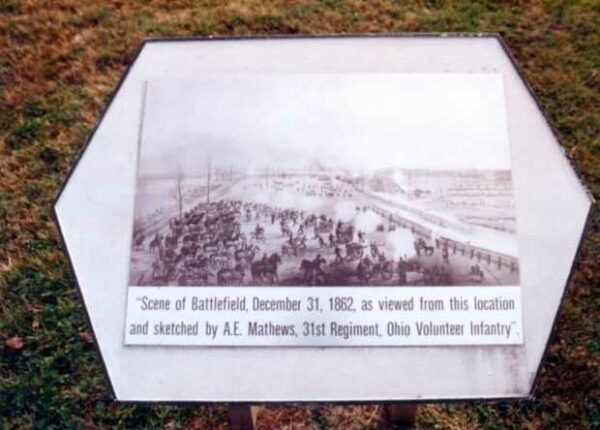 "Scene of Battlefield, December 31, 1862, as viewed from this location
and sketched by A.E. Mathews, 31st Regiment, Ohio Volunteer Infantry".